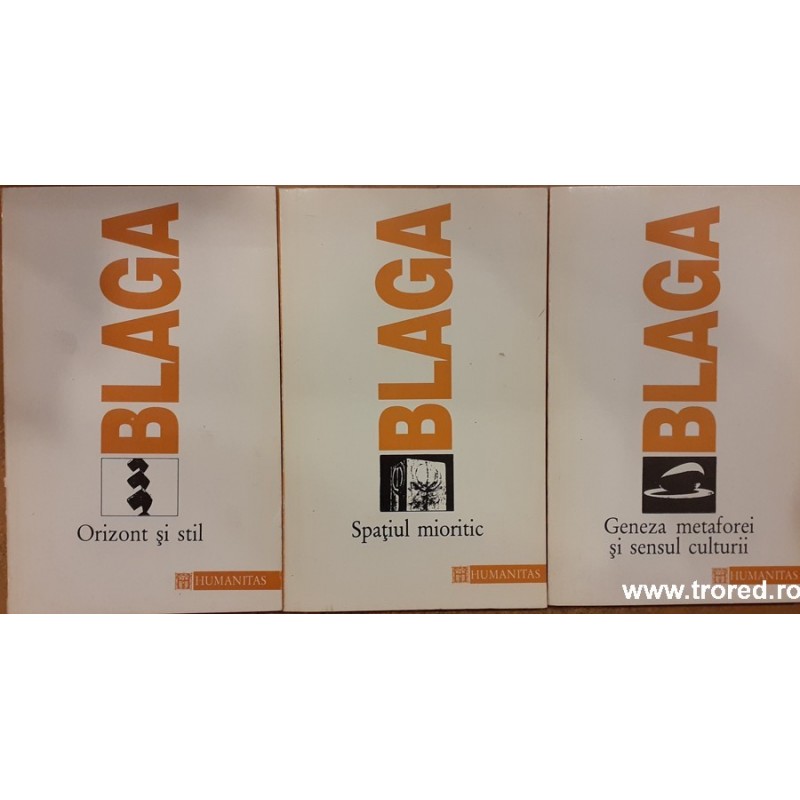 BLAGA
Orizont şi stil
HUMANITAS
BLAGA
Spaţiul mioritic
HUMANITAS
BLAGA
Geneza metaforei
şi sensul culturii
HUMANITAS
www.trored.ro